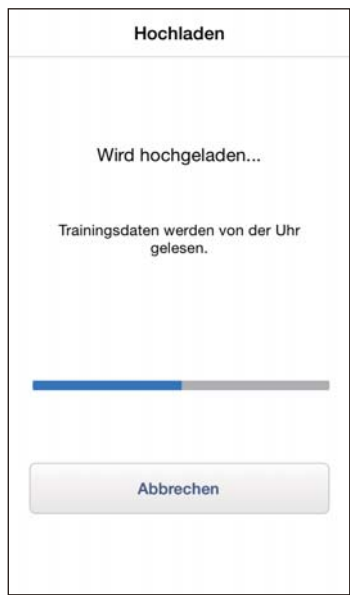 Hochladen
Wird hochgeladen...
Trainingsdaten werden von der Uhr
gelesen.
Abbrechen